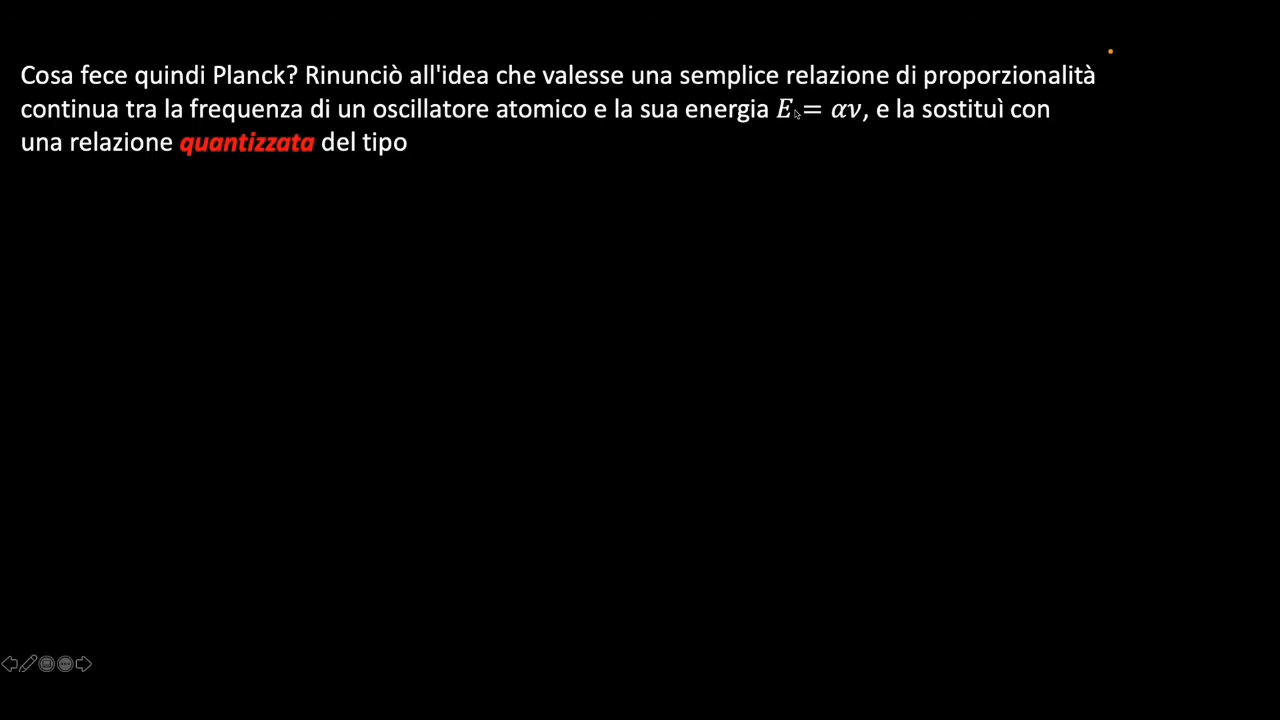 Cosa fece quindi Planck? Rinunciò all'idea che valesse una semplice relazione di proporzionalità
continua tra la frequenza di un oscillatore atomico e la sua energia E = αν, e la sostituì con
una relazione quantizzata del tipo